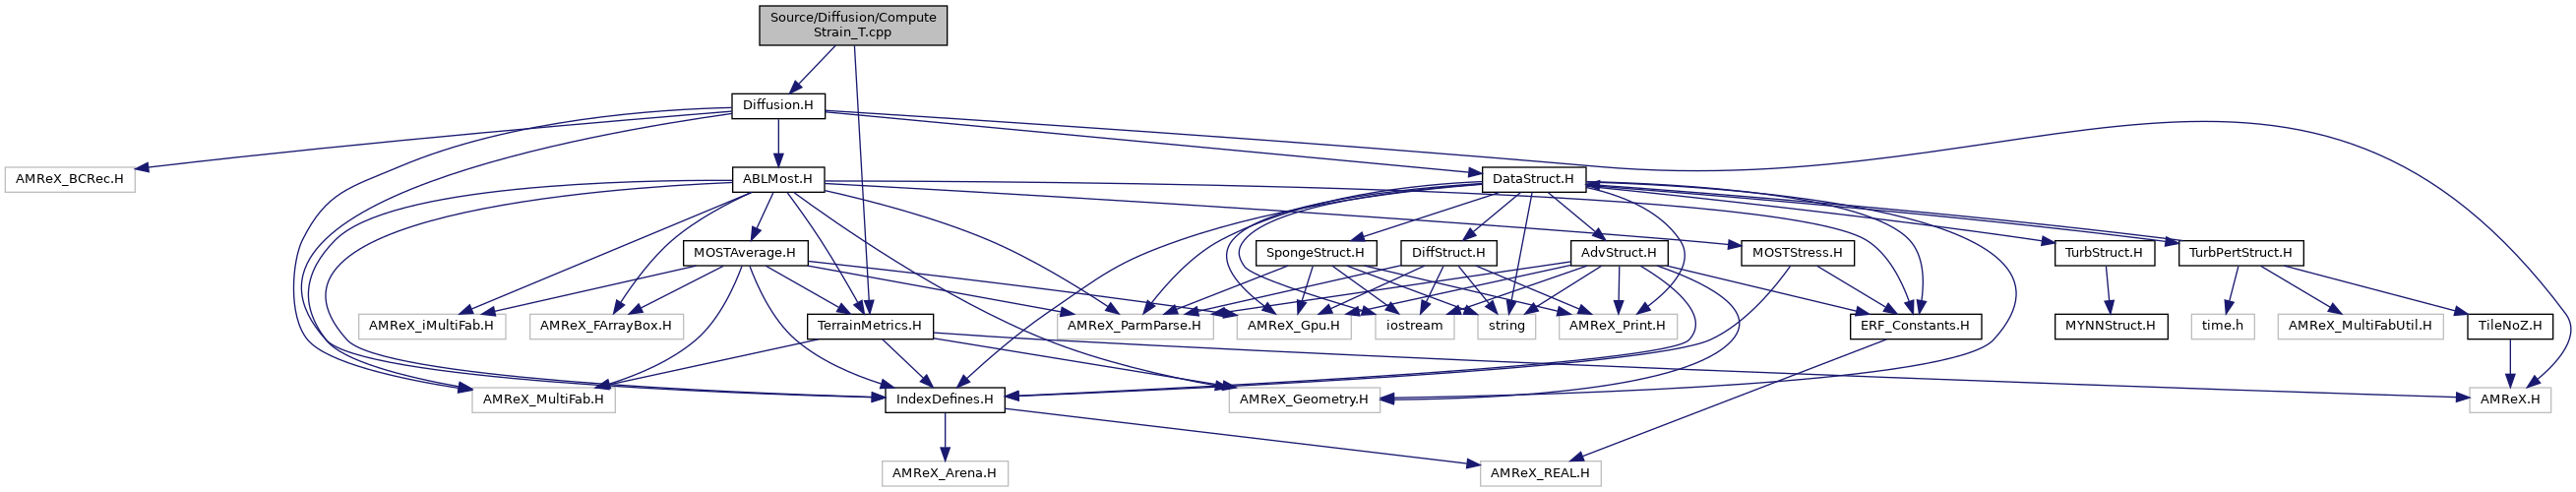 Source/Diffusion/Compute
Strain_T.cpp
Diffusion.H
AMReX_BCRec.H
ABLMost.H
DataStruct.H
MOSTAverage.H
SpongeStruct.H
DiffStruct.H
AdvStruct.H
MOSTStress.H
TurbStruct.H
TurbPertStruct.H
AMReX_iMultiFab.H
AMReX_FArrayBox.H
TerrainMetrics.H
AMReX_ParmParse.H
AMReX_Gpu.H
iostream
string
AMReX_Print.H
ERF_Constants.H
MYNNStruct.H
time.h
AMReX_MultiFabUtil.H
TileNoZ.H
AMReX_MultiFab.H
IndexDefines.H
AMReX_Geometry.H
AMReX.H
AMReX_Arena.H
AMReX_REAL.H